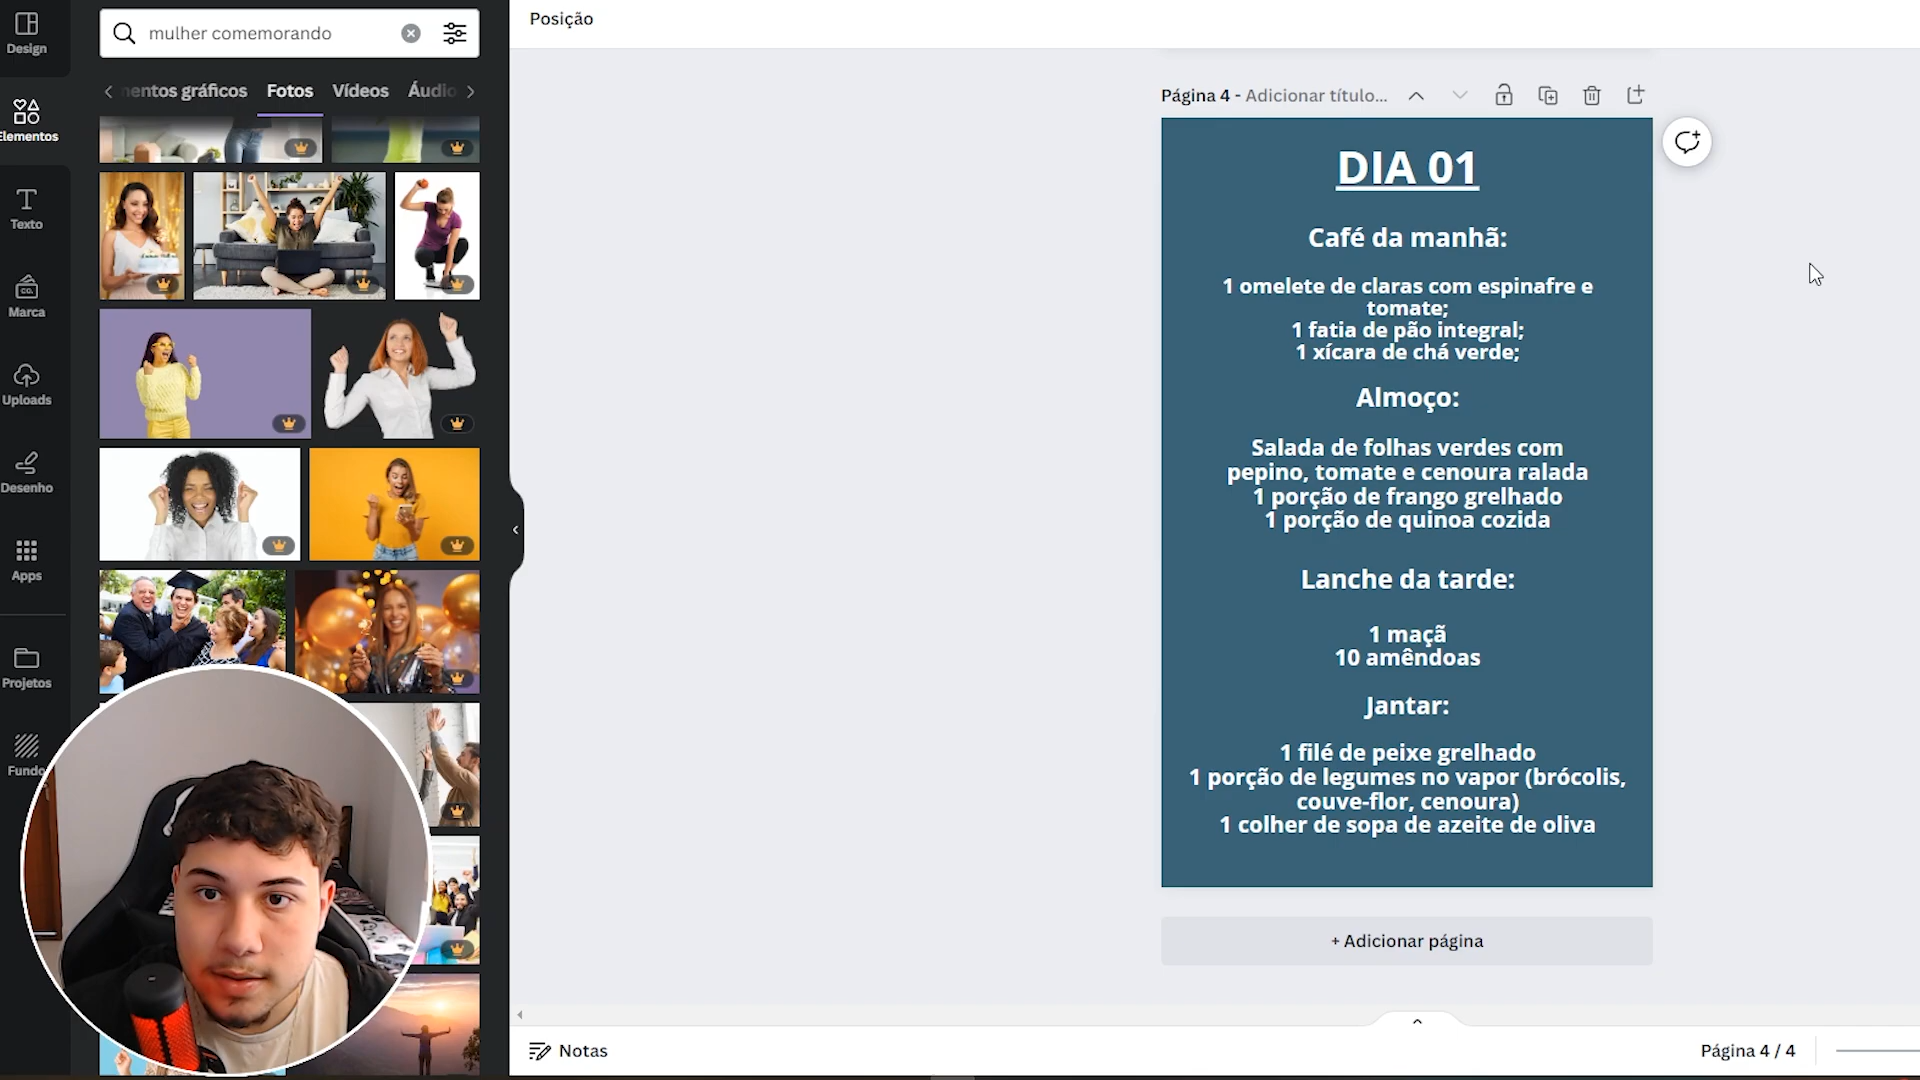 Design
Elementos
Texto
Marca
Uploads
Desenho
Apps
Projetos
Fundo
mulher comemorando
mentos gráficos
Fotos
Vídeos
Áudio
CO.
Posição
Página 4 - Adicionar título...
DIA 01
Café da manhã:
1 omelete de claras com espinafre e
tomate;
1 fatia de pão integral;
1 xícara de chá verde;
Almoço:
Salada de folhas verdes com
pepino, tomate e cenoura ralada
1 porção de frango grelhado
1 porção de quinoa cozida
Lanche da tarde:
1 maçã
10 amêndoas
Jantar:
1 filé de peixe grelhado
1 porção de legumes no vapor (brócolis,
couve-flor, cenoura)
1 colher de sopa de azeite de oliva
+ Adicionar página
Notas
Página 4 / 4